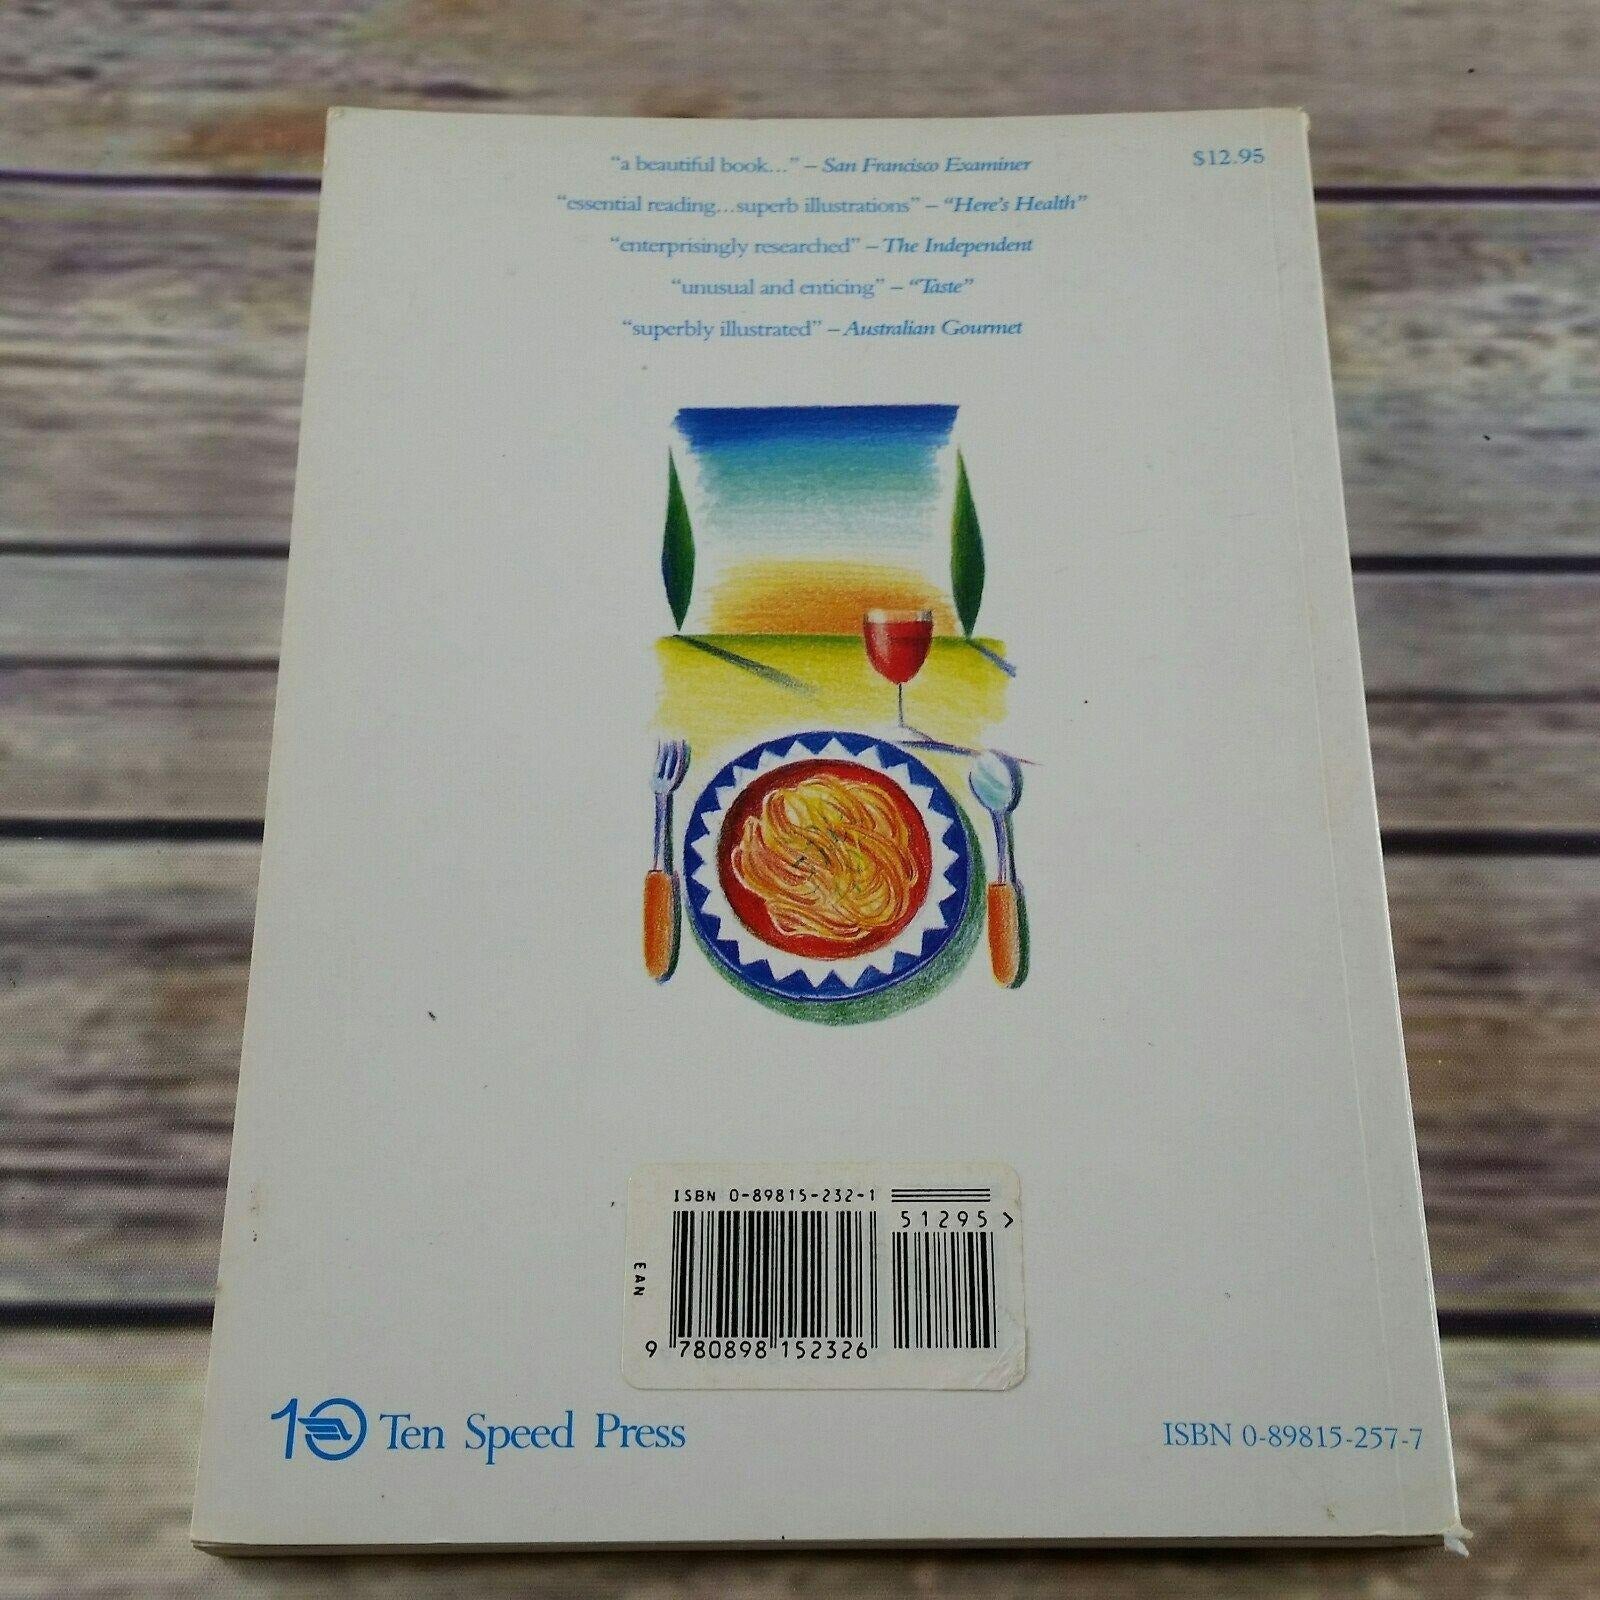 "a beautiful book..." – San Francisco Examiner
$12.95
"essential reading...superb illustrations" – "Here's Health"
"enterprisingly researched" – The Independent
"unusual and enticing" – "Taste"
"superbly illustrated" – Australian Gourmet
ISBN 0-89815-232-1
51295>
EAN
9 780898 152326
10 Ten Speed Press
ISBN 0-89815-257-7